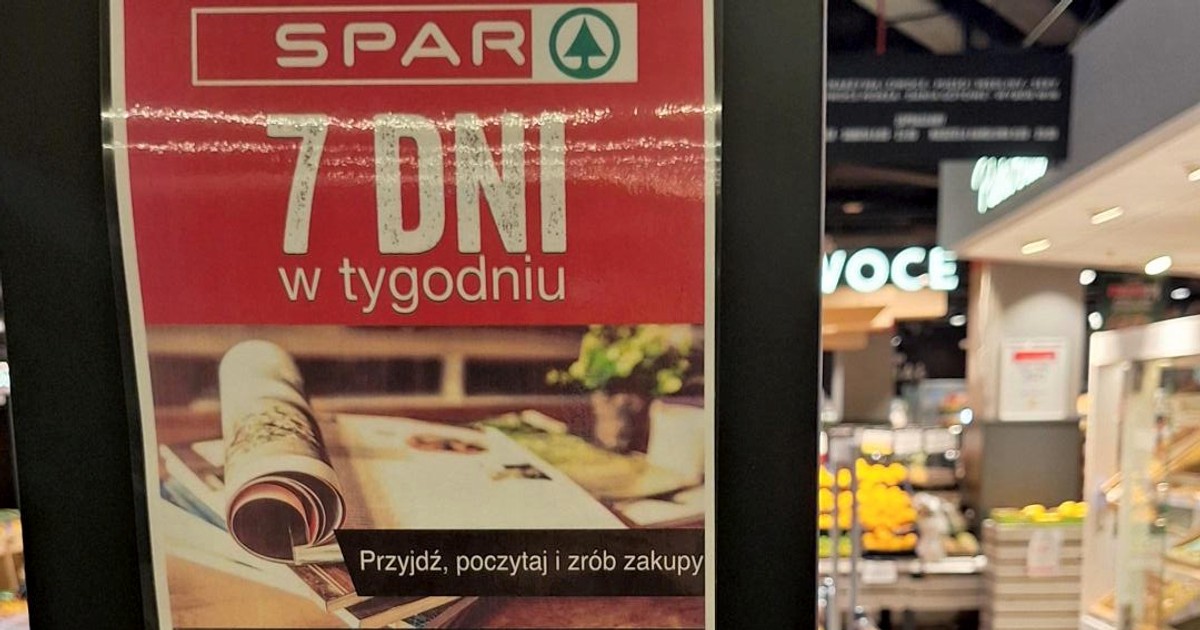 SPAR
7 DNI
w tygodniu
Przyjdź, poczytaj i zrób zakupy
WOCE